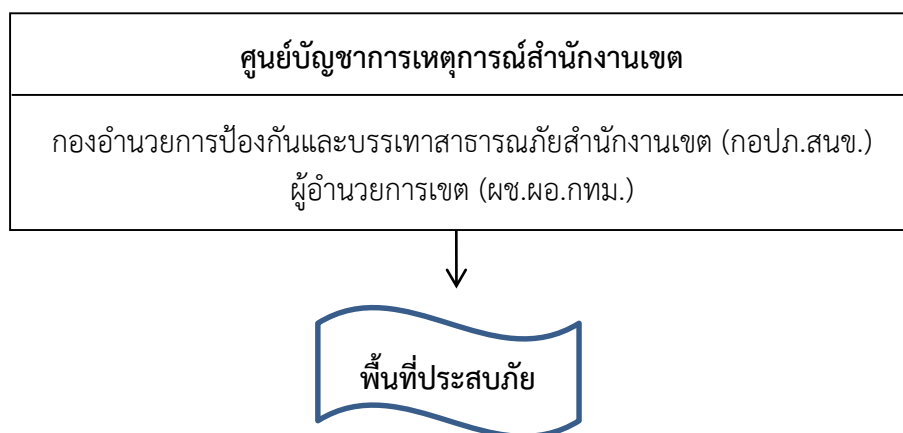 ศูนย์บัญชาการเหตุการณ์สำนักงานเขต
กองอำนวยการป้องกันและบรรเทาสาธารณภัยสำนักงานเขต (กอปภ.สนข.)
ผู้อำนวยการเขต (ผช.ผอ.กทม.)
พื้นที่ประสบภัย